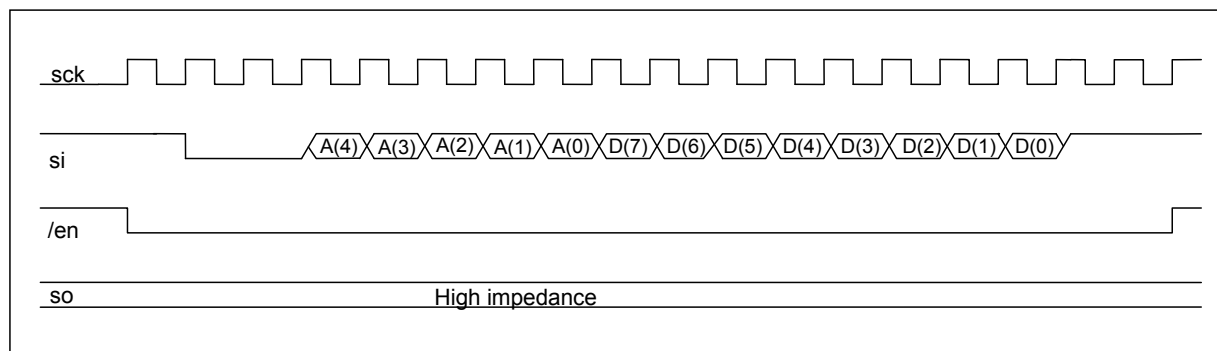 sck
si A(4) A(3) A(2) A(1) A(0) D(7) D(6) D(5) D(4) D(3) D(2) D(1) D(0)
/en
so High impedance